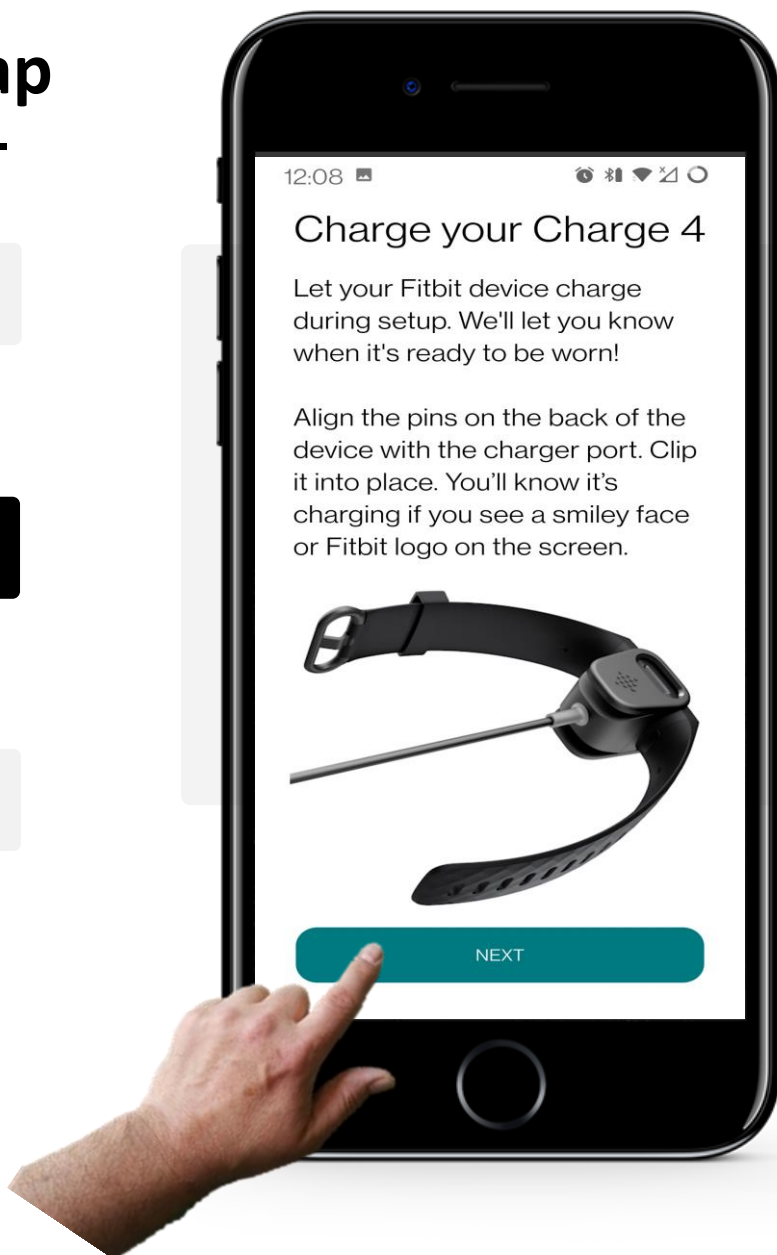 12:08
Charge your Charge 4
Let your Fitbit device charge
during setup. We'll let you know
when it's ready to be worn!
Align the pins on the back of the
device with the charger port. Clip
it into place. You’ll know it’s
charging if you see a smiley face
or Fitbit logo on the screen.
NEXT